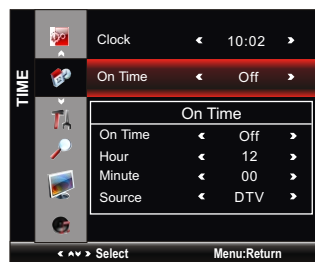 TIME
Clock 10:02
On Time Off
On Time
On Time Off
Hour 12
Minute 00
Source DTV
Select Menu:Return